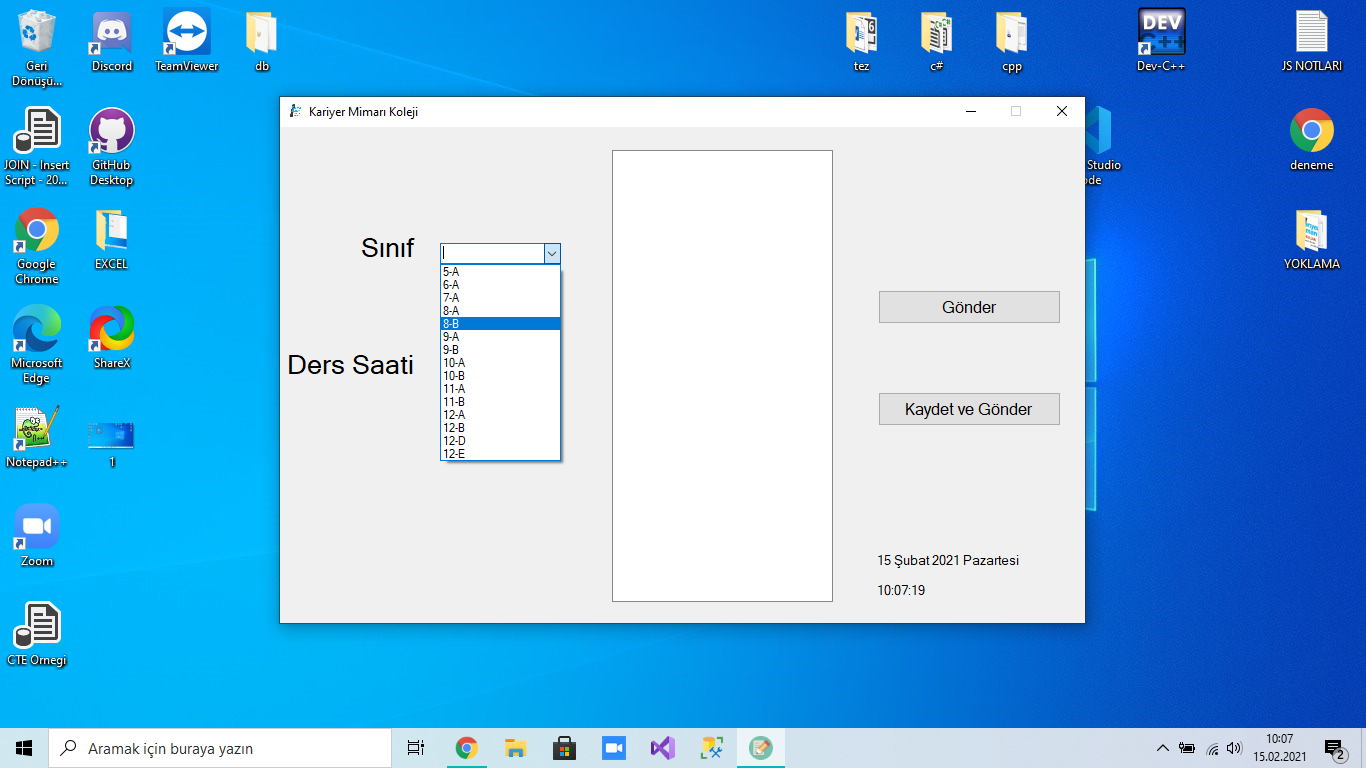 Geri
Dönüşü...
Discord
TeamViewer
db
tez
c#
cpp
DEV
C++
Dev-C++
JS NOTLARI
JOIN - Insert
Script - 20...
GitHub
Desktop
Studio
ode
deneme
Google
Chrome
EXCEL
YOKLAMA
Microsoft
Edge
ShareX
Notepad++
1
Zoom
CTE Ornegi
Kariyer Mimarı Koleji
Sınıf
5-A
6-A
7-A
8-A
8-B
9-A
9-B
10-A
10-B
11-A
11-B
12-A
12-B
12-D
12-E
Ders Saati
Gönder
Kaydet ve Gönder
15 Şubat 2021 Pazartesi
10:07:19
Aramak için buraya yazın
10:07
15.02.2021
2